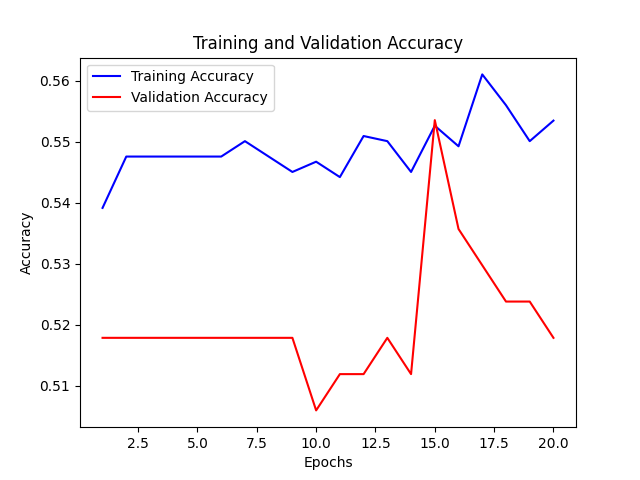 Training and Validation Accuracy
Training Accuracy
Validation Accuracy
0.56
0.55
0.54
0.53
0.52
0.51
Accuracy
2.5 5.0 7.5 10.0 12.5 15.0 17.5 20.0
Epochs